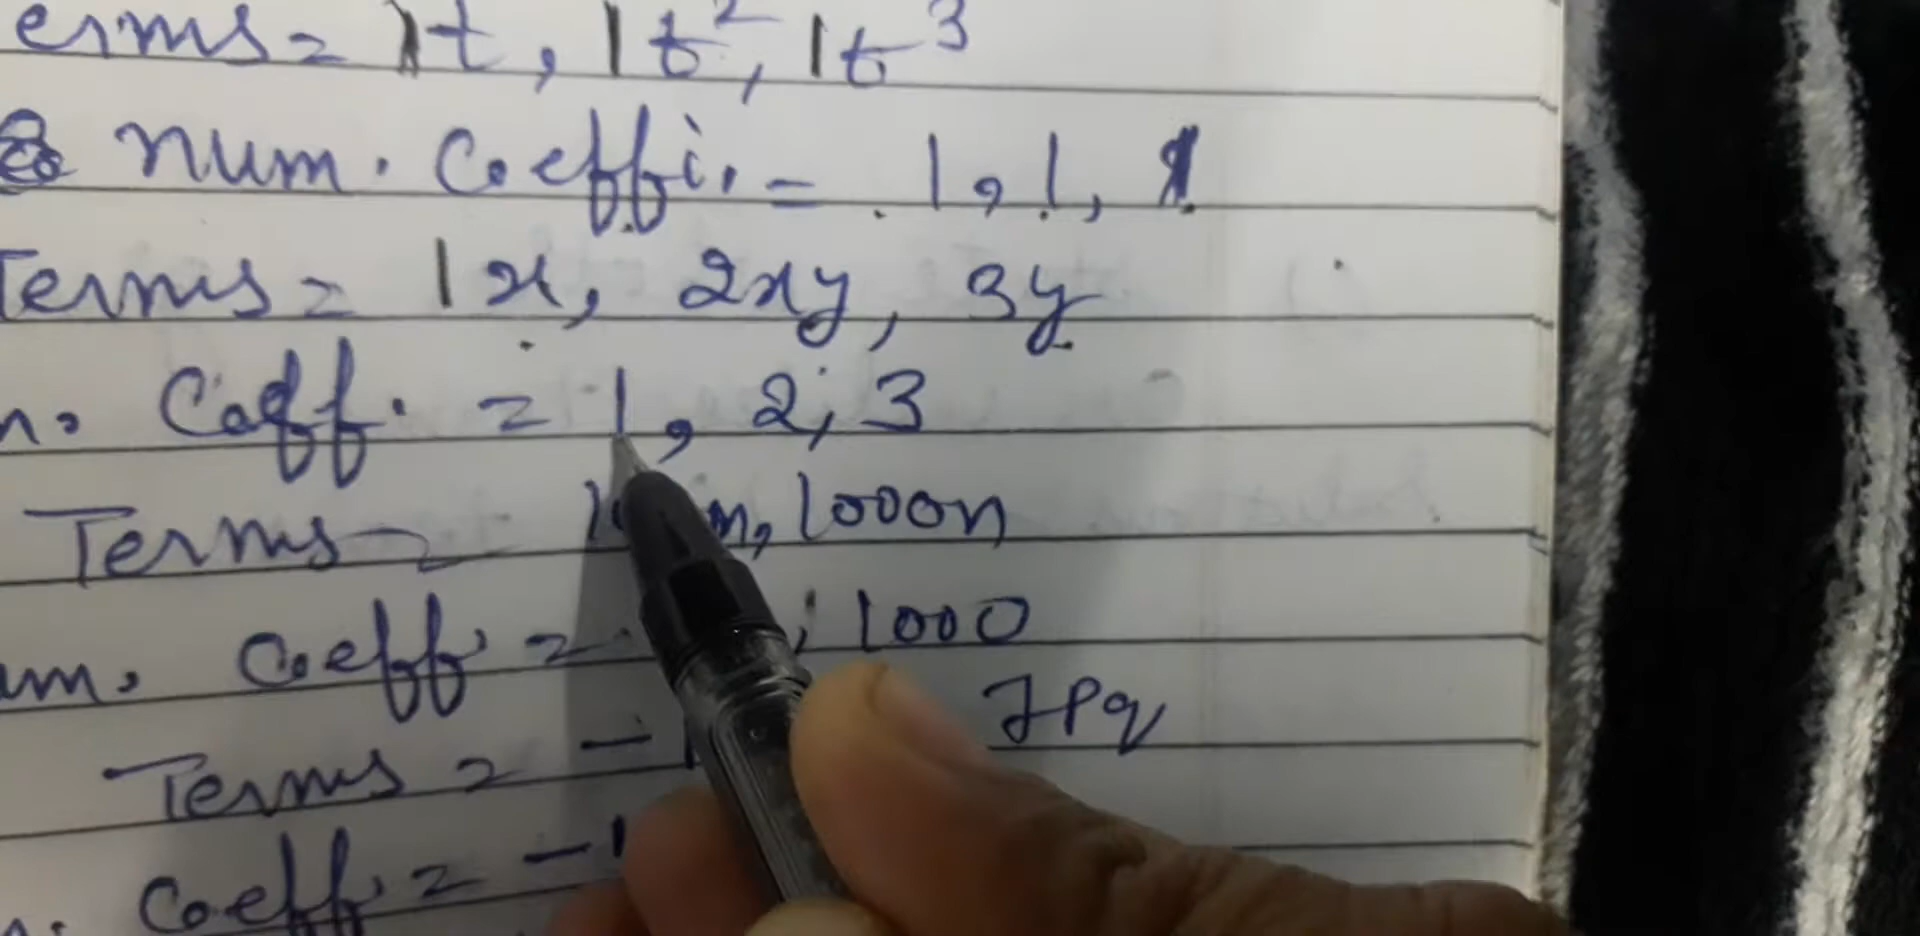 erms = 1t, 1t², 1t³
num. Coeffi. = 1, 1, 1
Terms = 1x, 2xy, 3y
n. Coeff. = 1, 2, 3
Terms = m, 1000n
um. Coeff = , 1000
Terms = - 7pq
n. Coeff = -1